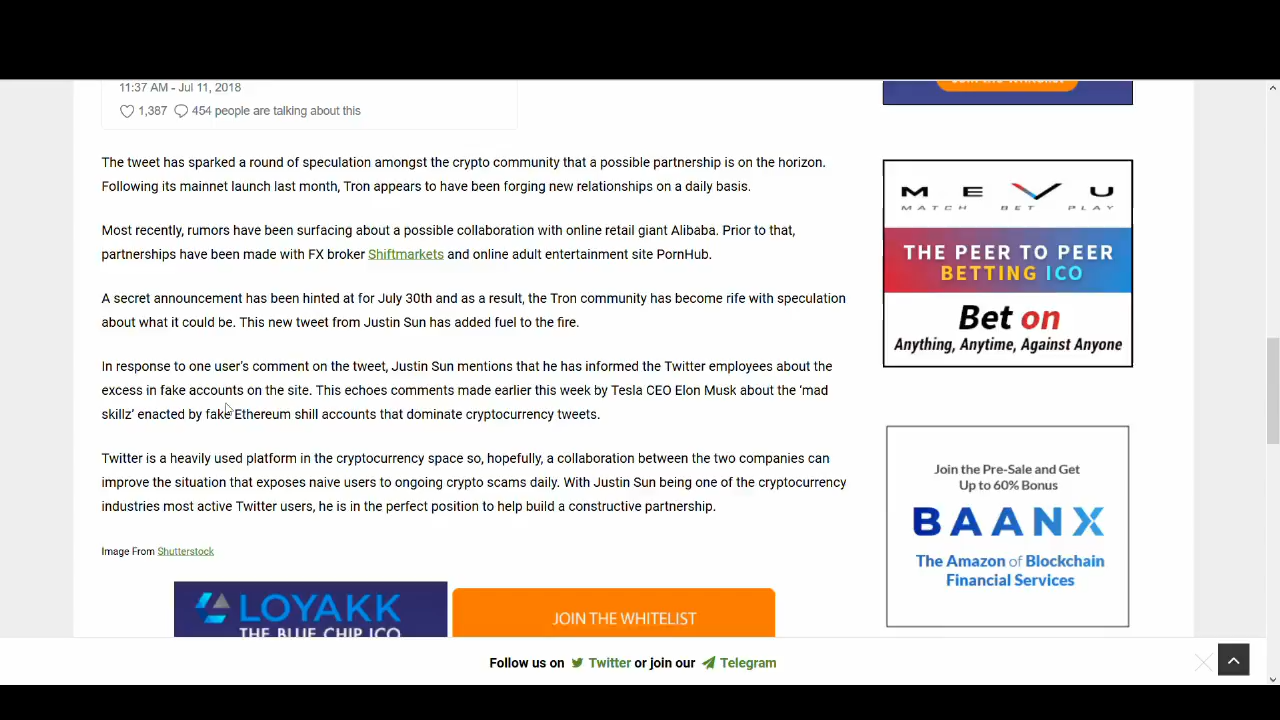 11:37 AM - Jul 11, 2018
1,387 454 people are talking about this
The tweet has sparked a round of speculation amongst the crypto community that a possible partnership is on the horizon.
Following its mainnet launch last month, Tron appears to have been forging new relationships on a daily basis.
Most recently, rumors have been surfacing about a possible collaboration with online retail giant Alibaba. Prior to that,
partnerships have been made with FX broker Shiftmarkets and online adult entertainment site PornHub.
A secret announcement has been hinted at for July 30th and as a result, the Tron community has become rife with speculation
about what it could be. This new tweet from Justin Sun has added fuel to the fire.
In response to one user's comment on the tweet, Justin Sun mentions that he has informed the Twitter employees about the
excess in fake accounts on the site. This echoes comments made earlier this week by Tesla CEO Elon Musk about the ‘mad
skillz’ enacted by fake Ethereum shill accounts that dominate cryptocurrency tweets.
Twitter is a heavily used platform in the cryptocurrency space so, hopefully, a collaboration between the two companies can
improve the situation that exposes naive users to ongoing crypto scams daily. With Justin Sun being one of the cryptocurrency
industries most active Twitter users, he is in the perfect position to help build a constructive partnership.
Image From Shutterstock
LOYAKK
THE BLUE CHIP ICO
JOIN THE WHITELIST
MEVU
MATCH BET PLAY
THE PEER TO PEER
BETTING ICO
Bet on
Anything, Anytime, Against Anyone
Join the Pre-Sale and Get
Up to 60% Bonus
BAANX
The Amazon of Blockchain
Financial Services
Follow us on Twitter or join our Telegram